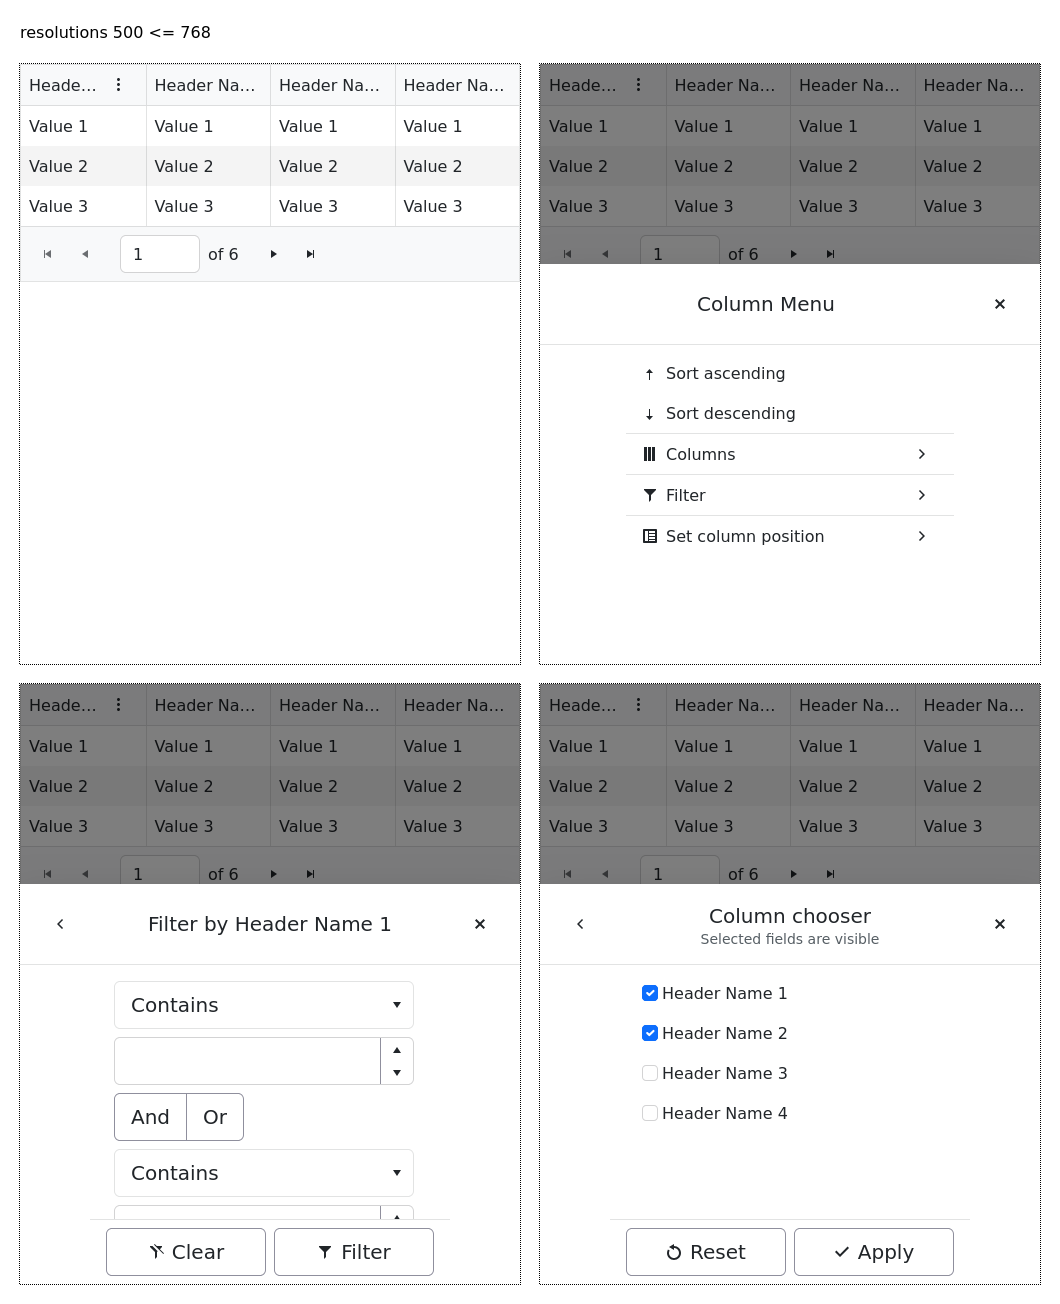 resolutions 500 <= 768
Heade... Header Na... Header Na... Header Na...
Value 1 Value 1 Value 1 Value 1
Value 2 Value 2 Value 2 Value 2
Value 3 Value 3 Value 3 Value 3
1 of 6
Heade... Header Na... Header Na... Header Na...
Value 1 Value 1 Value 1 Value 1
Value 2 Value 2 Value 2 Value 2
Value 3 Value 3 Value 3 Value 3
1 of 6
Column Menu
Sort ascending
Sort descending
Columns
Filter
Set column position
Heade... Header Na... Header Na... Header Na...
Value 1 Value 1 Value 1 Value 1
Value 2 Value 2 Value 2 Value 2
Value 3 Value 3 Value 3 Value 3
1 of 6
Filter by Header Name 1
Contains
And Or
Contains
Clear Filter
Heade... Header Na... Header Na... Header Na...
Value 1 Value 1 Value 1 Value 1
Value 2 Value 2 Value 2 Value 2
Value 3 Value 3 Value 3 Value 3
1 of 6
Column chooser
Selected fields are visible
Header Name 1
Header Name 2
Header Name 3
Header Name 4
Reset Apply